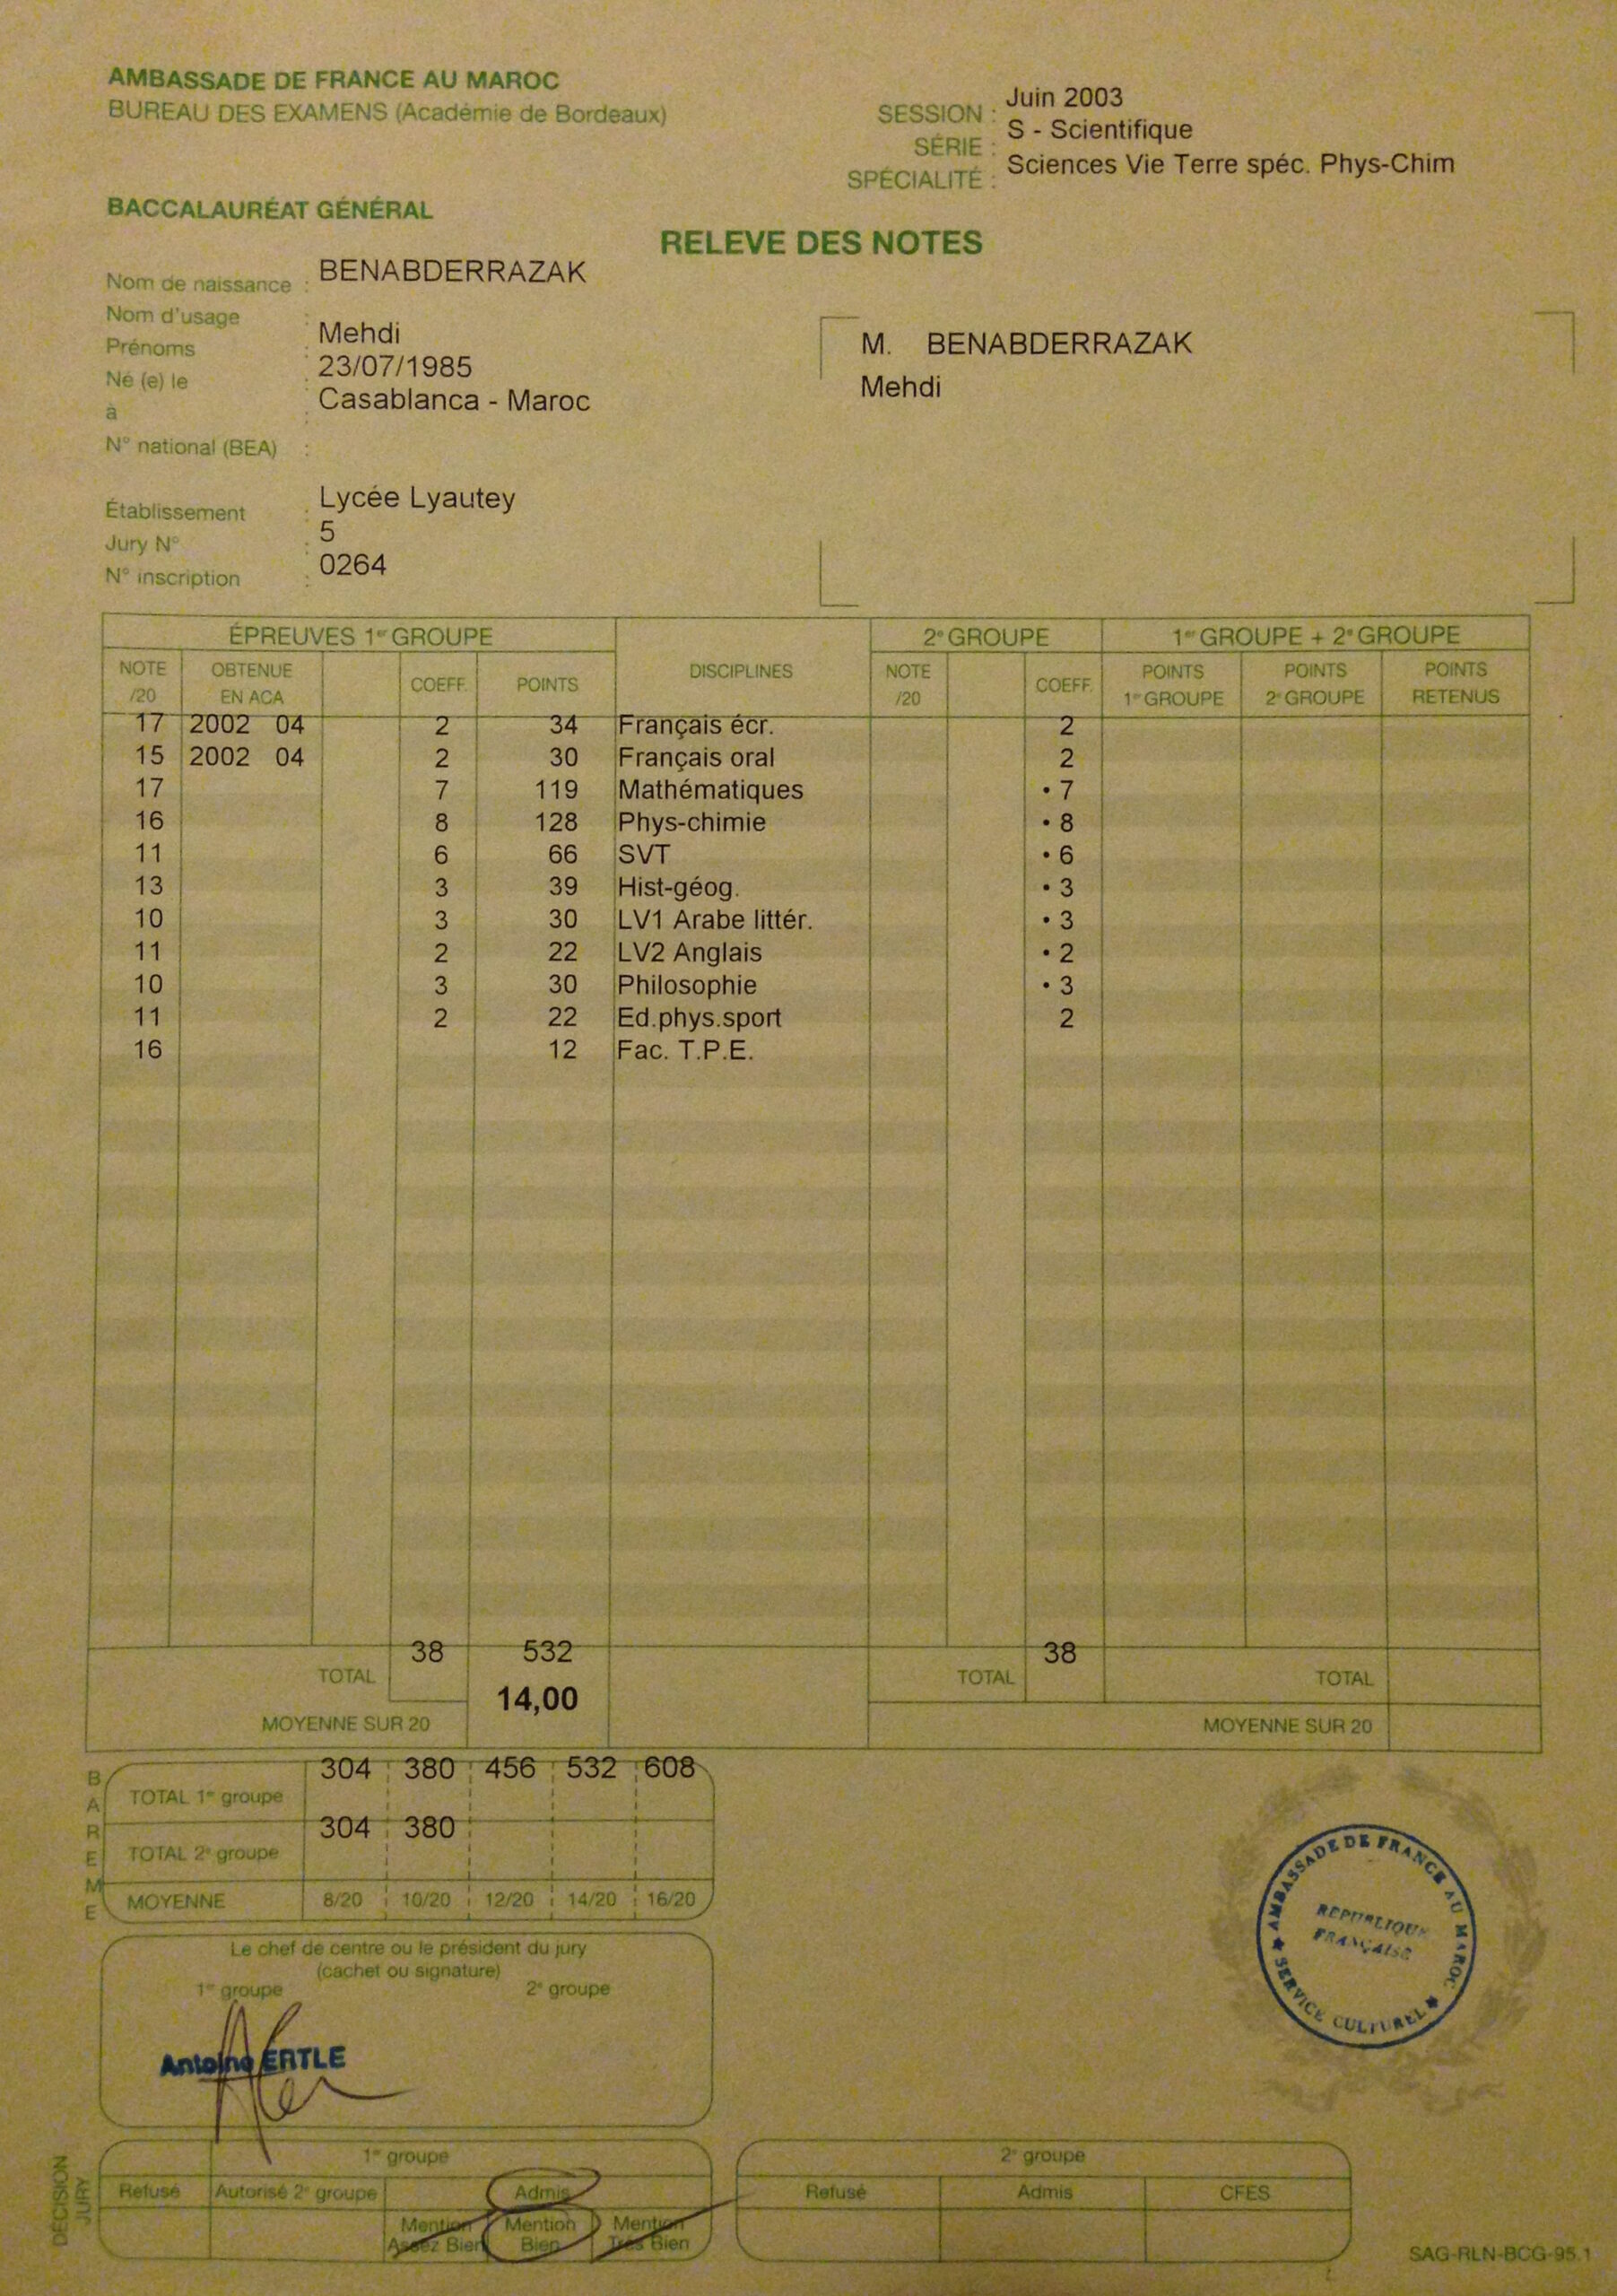 AMBASSADE DE FRANCE AU MAROC
BUREAU DES EXAMENS (Académie de Bordeaux)
SESSION : Juin 2003
SÉRIE : S - Scientifique
SPÉCIALITÉ : Sciences Vie Terre spéc. Phys-Chim
BACCALAURÉAT GÉNÉRAL
RELEVE DES NOTES
Nom de naissance : BENABDERRAZAK
Nom d'usage :
Prénoms : Mehdi
Né (e) le : 23/07/1985
à : Casablanca - Maroc
N° national (BEA) :
M. BENABDERRAZAK
Mehdi
Établissement : Lycée Lyautey
Jury N° : 5
N° inscription : 0264
ÉPREUVES 1er GROUPE DISCIPLINES 2e GROUPE 1er GROUPE + 2e GROUPE
NOTE /20 OBTENUE EN ACA COEFF. POINTS NOTE /20 COEFF. POINTS 1er GROUPE POINTS 2e GROUPE POINTS RETENUS
17 2002 04 2 34 Français écr. 2
15 2002 04 2 30 Français oral 2
17 7 119 Mathématiques • 7
16 8 128 Phys-chimie • 8
11 6 66 SVT • 6
13 3 39 Hist-géog. • 3
10 3 30 LV1 Arabe littér. • 3
11 2 22 LV2 Anglais • 2
10 3 30 Philosophie • 3
11 2 22 Ed.phys.sport 2
16 12 Fac. T.P.E.
TOTAL 38 532 TOTAL 38 TOTAL
MOYENNE SUR 20 14,00 MOYENNE SUR 20
BAREME
TOTAL 1er groupe 304 380 456 532 608
TOTAL 2e groupe 304 380
MOYENNE 8/20 10/20 12/20 14/20 16/20
Le chef de centre ou le président du jury
(cachet ou signature)
1er groupe 2e groupe
Antoine ERTLE
AMBASSADE DE FRANCE AU MAROC
★ SERVICE CULTUREL ★
REPUBLIQUE
FRANÇAISE
DÉCISION
JURY
1er groupe 2e groupe
Refusé Autorisé 2e groupe Admis Refusé Admis CFES
Mention Assez Bien Mention Bien Mention Très Bien
SAG-RLN-BCG-95.1